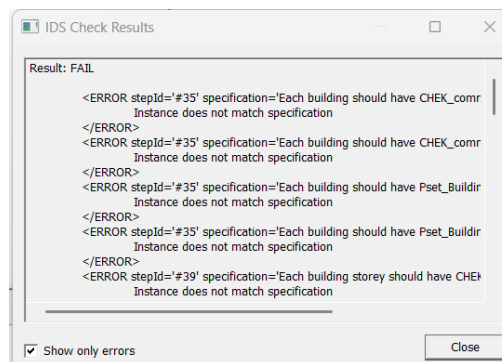 IDS Check Results
Result: FAIL
<ERROR stepId='#35' specification='Each building should have CHEK_comm
Instance does not match specification
</ERROR>
<ERROR stepId='#35' specification='Each building should have CHEK_comm
Instance does not match specification
</ERROR>
<ERROR stepId='#35' specification='Each building should have Pset_Buildin
Instance does not match specification
</ERROR>
<ERROR stepId='#35' specification='Each building should have Pset_Buildin
Instance does not match specification
</ERROR>
<ERROR stepId='#39' specification='Each building storey should have CHEK
Instance does not match specification
Show only errors
Close